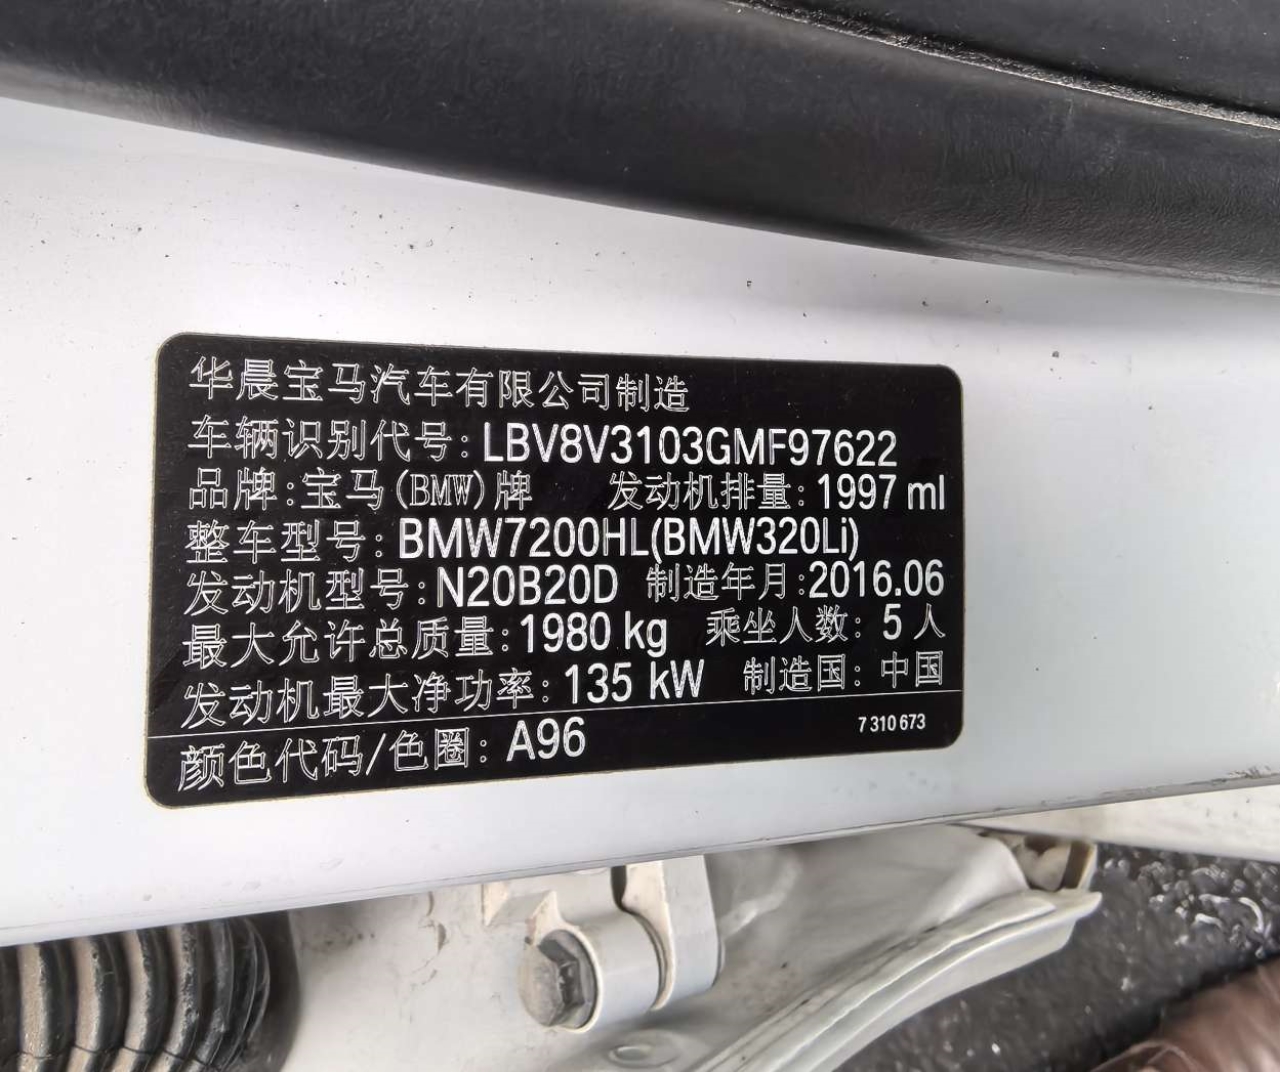 华晨宝马汽车有限公司制造
车辆识别代号:LBV8V3103GMF97622
品牌:宝马(BMW)牌 发动机排量:1997 ml
整车型号:BMW7200HL(BMW320Li)
发动机型号:N20B20D 制造年月:2016.06
最大允许总质量:1980 kg 乘坐人数: 5 人
发动机最大净功率: 135 kW 制造国: 中国
颜色代码/色圈: A96 7 310 673